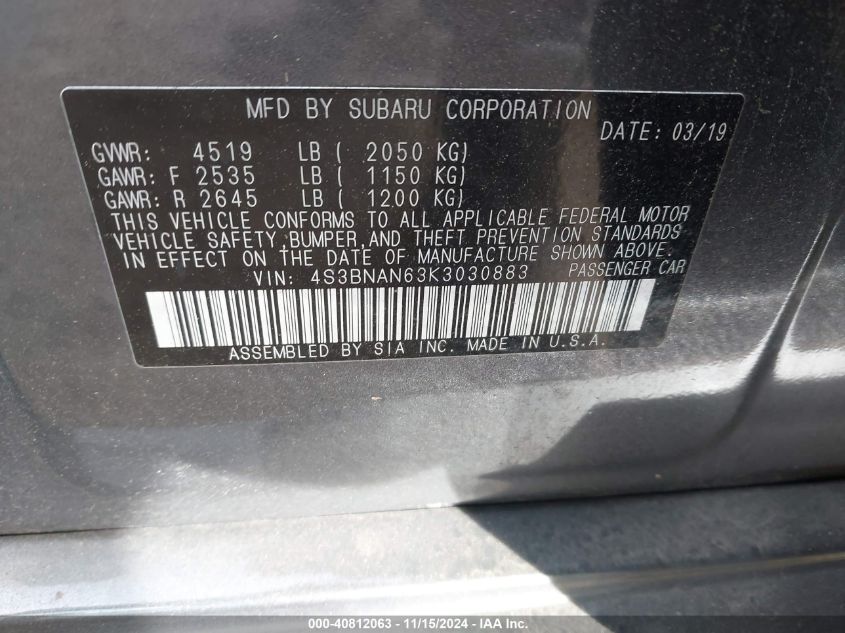 MFD BY SUBARU CORPORATION
DATE: 03/19
GVWR: 4519 LB ( 2050 KG)
GAWR: F 2535 LB ( 1150 KG)
GAWR: R 2645 LB ( 1200 KG)
THIS VEHICLE CONFORMS TO ALL APPLICABLE FEDERAL MOTOR
VEHICLE SAFETY,BUMPER,AND THEFT PREVENTION STANDARDS
IN EFFECT ON THE DATE OF MANUFACTURE SHOWN ABOVE.
VIN: 4S3BNAN63K3030883 PASSENGER CAR
ASSEMBLED BY SIA INC. MADE IN U.S.A.
000-40812063 - 11/15/2024 - IAA Inc.